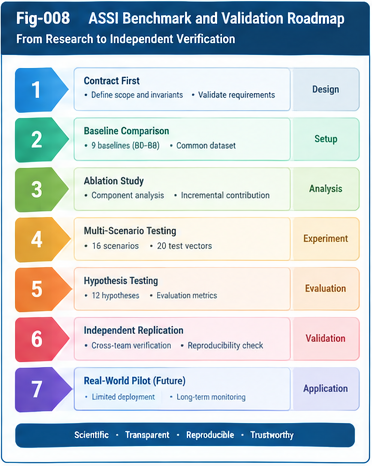 Fig-008 ASSI Benchmark and Validation Roadmap
From Research to Independent Verification
1
Contract First
• Define scope and invariants • Validate requirements
Design
2
Baseline Comparison
• 9 baselines (B0–B8) • Common dataset
Setup
3
Ablation Study
• Component analysis • Incremental contribution
Analysis
4
Multi-Scenario Testing
• 16 scenarios • 20 test vectors
Experiment
5
Hypothesis Testing
• 12 hypotheses • Evaluation metrics
Evaluation
6
Independent Replication
• Cross-team verification • Reproducibility check
Validation
7
Real-World Pilot (Future)
• Limited deployment • Long-term monitoring
Application
Scientific • Transparent • Reproducible • Trustworthy